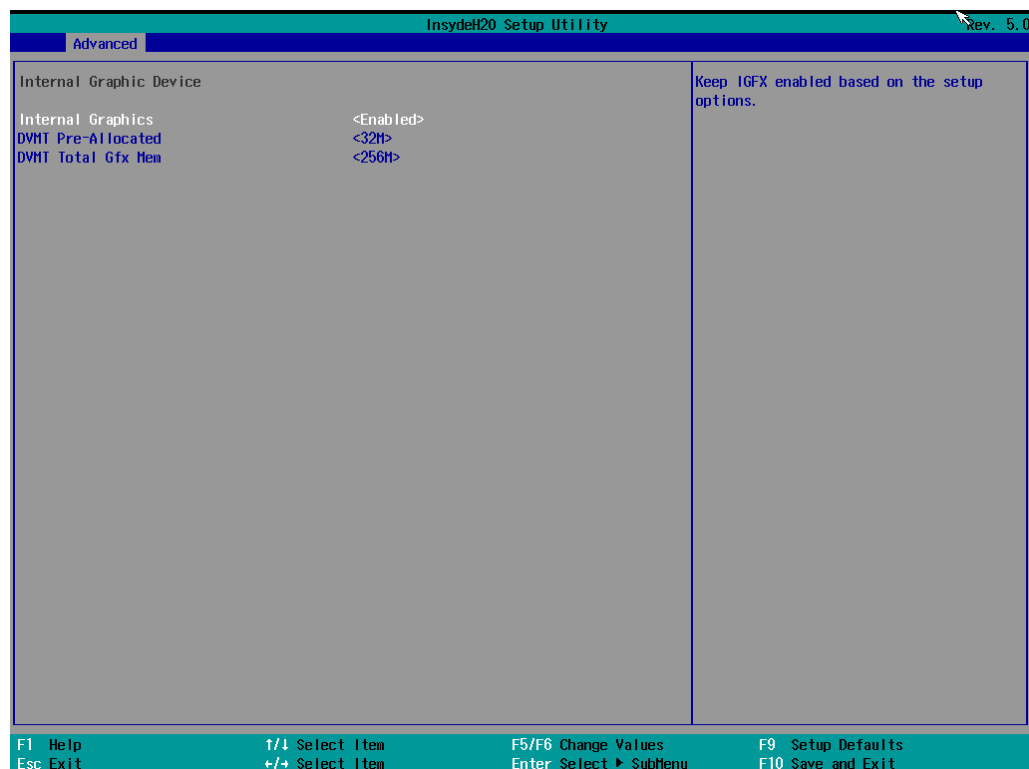 InsydeH20 Setup Utility Rev. 5.0
Advanced
Internal Graphic Device
Internal Graphics <Enabled>
DVMT Pre-Allocated <32M>
DVMT Total Gfx Mem <256M>
Keep IGFX enabled based on the setup
options.
F1 Help ↑/↓ Select Item F5/F6 Change Values F9 Setup Defaults
Esc Exit ←/→ Select Item Enter Select ▶ SubMenu F10 Save and Exit